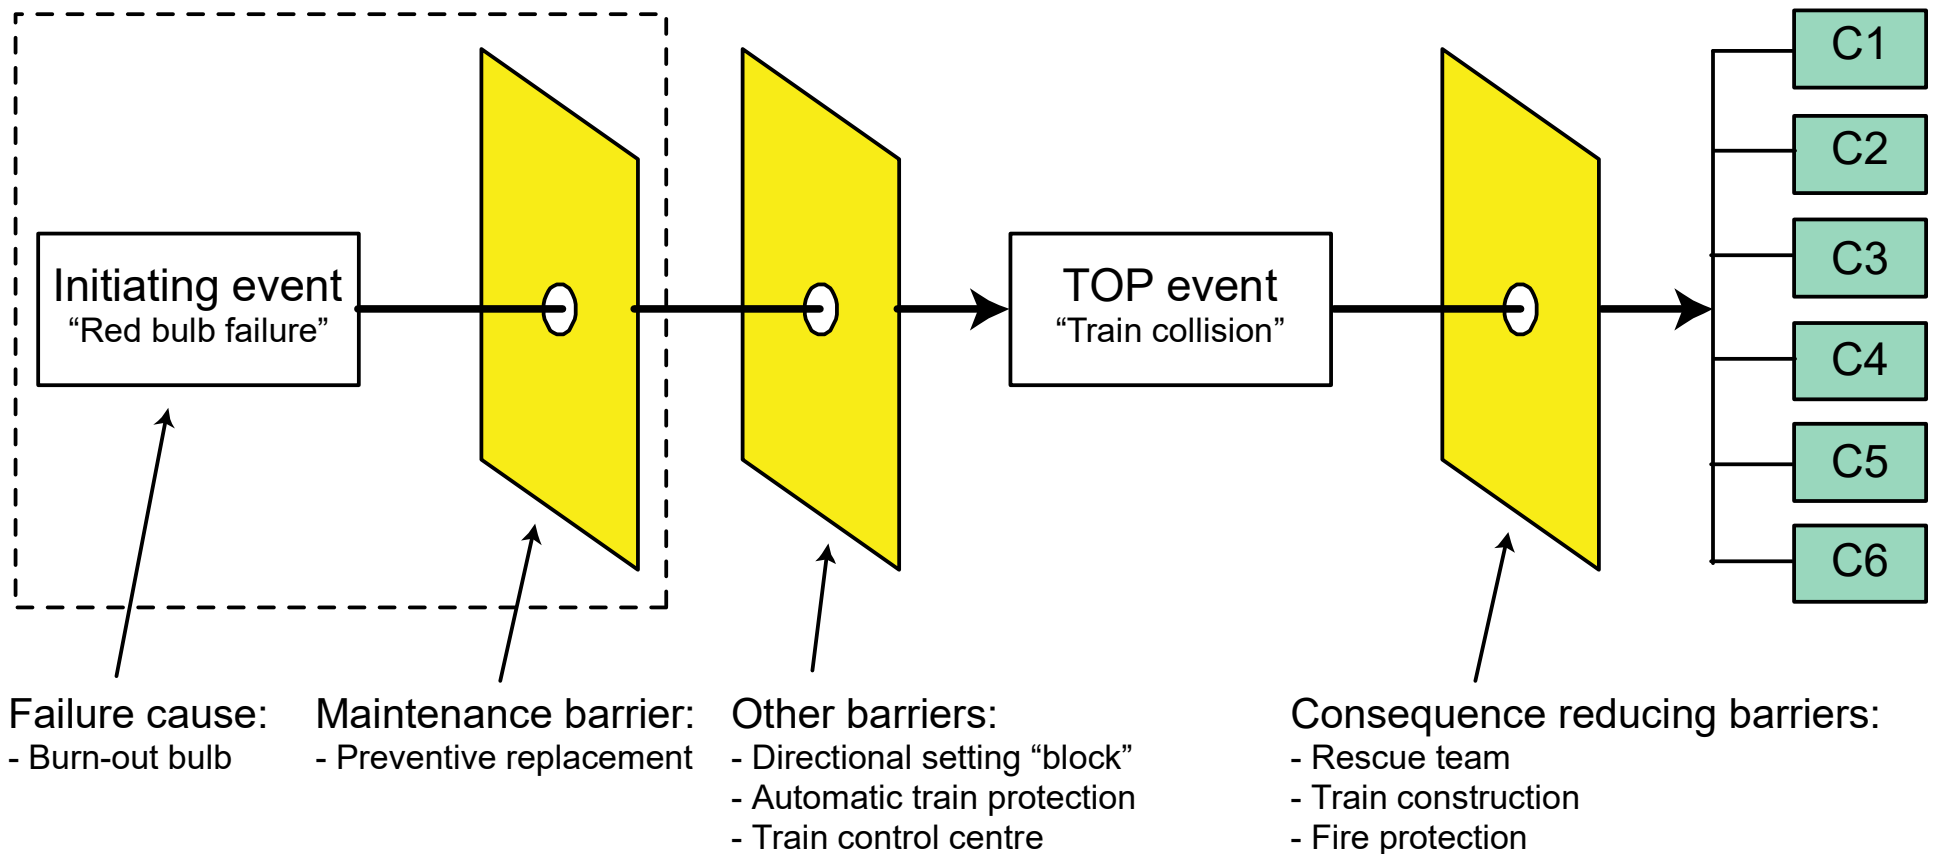 Initiating event
“Red bulb failure”
TOP event
“Train collision”
C1
C2
C3
C4
C5
C6
Failure cause:
- Burn-out bulb
Maintenance barrier:
- Preventive replacement
Other barriers:
- Directional setting “block”
- Automatic train protection
- Train control centre
Consequence reducing barriers:
- Rescue team
- Train construction
- Fire protection